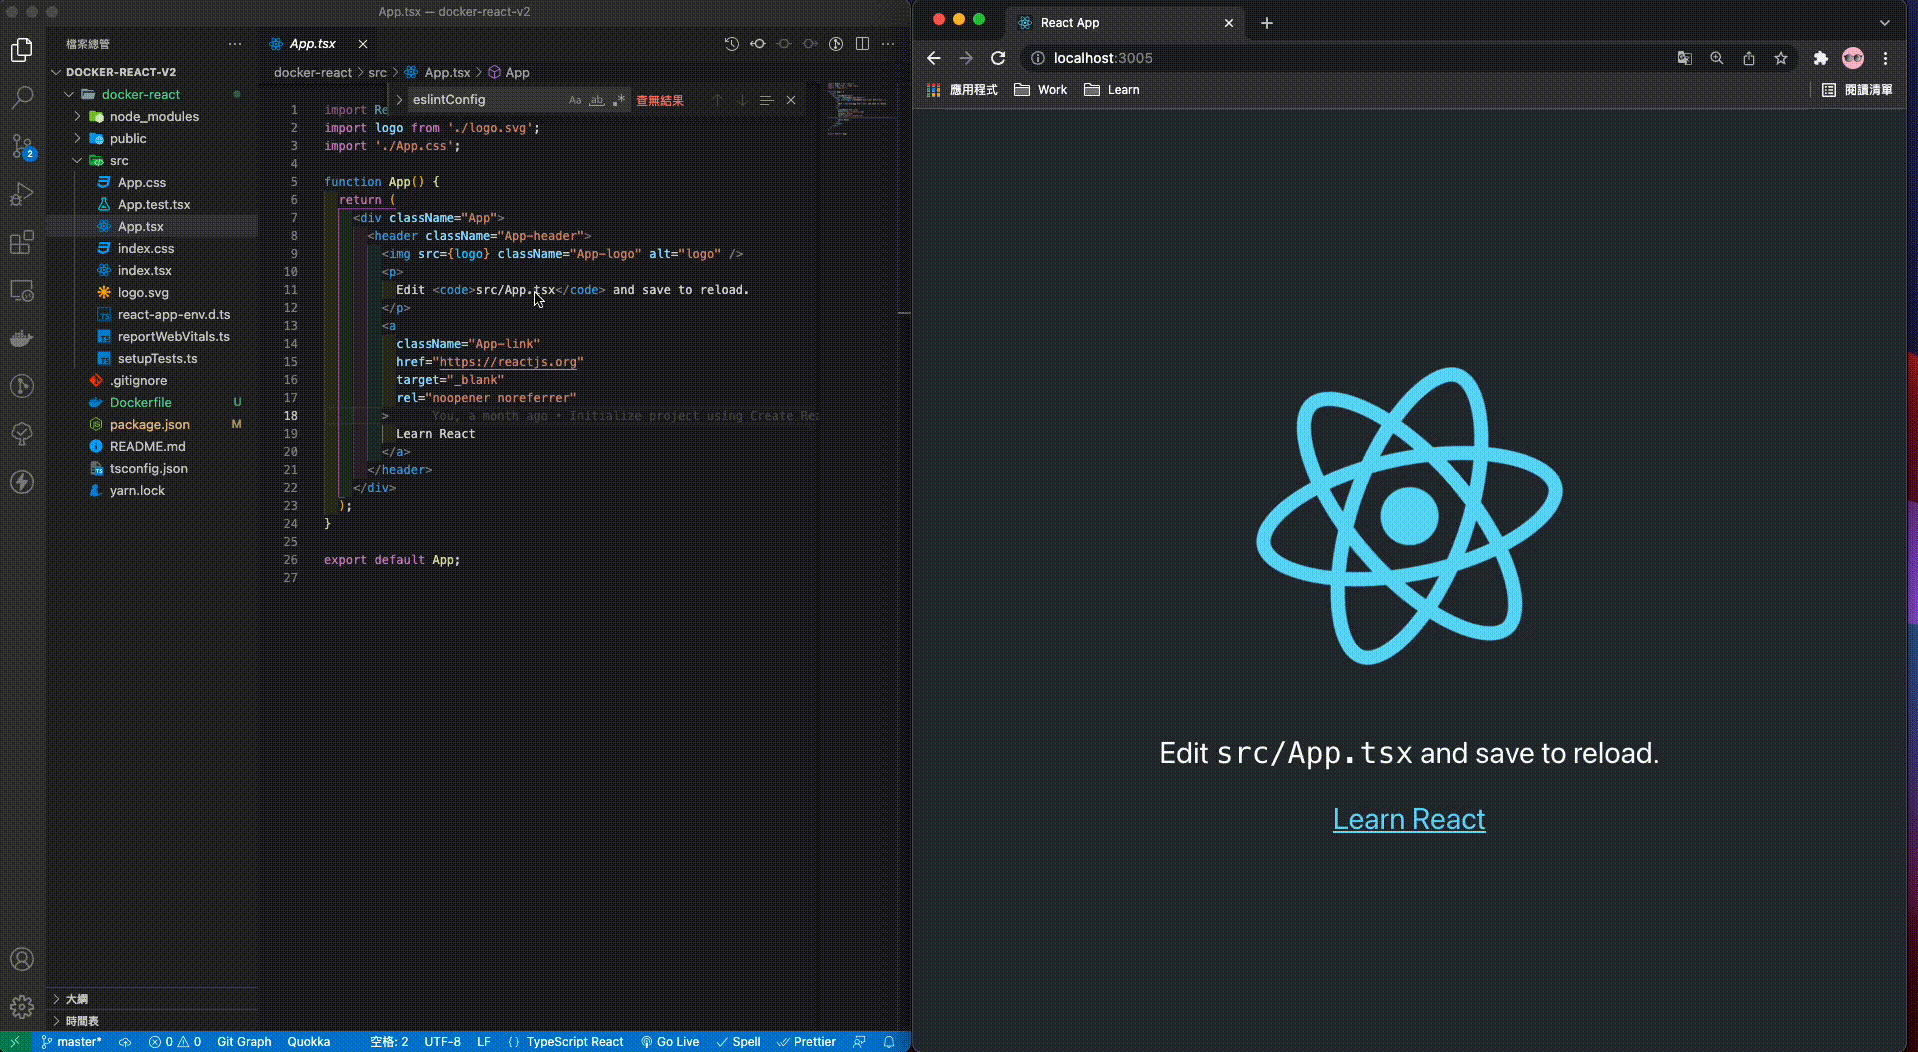 App.tsx — docker-react-v2
檔案總管
DOCKER-REACT-V2
docker-react
node_modules
public
src
App.css
App.test.tsx
App.tsx
index.css
index.tsx
logo.svg
react-app-env.d.ts
reportWebVitals.ts
setupTests.ts
.gitignore
Dockerfile U
package.json M
README.md
tsconfig.json
yarn.lock
大綱
時間表
App.tsx
docker-react > src > App.tsx > App
eslintConfig Aa ab .* 查無結果
1 import Re
2 import logo from './logo.svg';
3 import './App.css';
4
5 function App() {
6 return (
7 <div className="App">
8 <header className="App-header">
9 <img src={logo} className="App-logo" alt="logo" />
10 <p>
11 Edit <code>src/App.tsx</code> and save to reload.
12 </p>
13 <a
14 className="App-link"
15 href="https://reactjs.org"
16 target="_blank"
17 rel="noopener noreferrer"
18 > You, a month ago • Initialize project using Create Re
19 Learn React
20 </a>
21 </header>
22 </div>
23 );
24 }
25
26 export default App;
27
2
master* 0 0 Git Graph Quokka 空格: 2 UTF-8 LF {} TypeScript React Go Live Spell Prettier
React App
localhost:3005
應用程式 Work Learn 閱讀清單
Edit src/App.tsx and save to reload.
Learn React